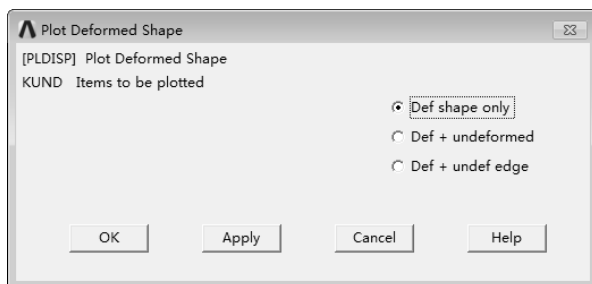 Plot Deformed Shape
[PLDISP] Plot Deformed Shape
KUND Items to be plotted
Def shape only
Def + undeformed
Def + undef edge
OK Apply Cancel Help